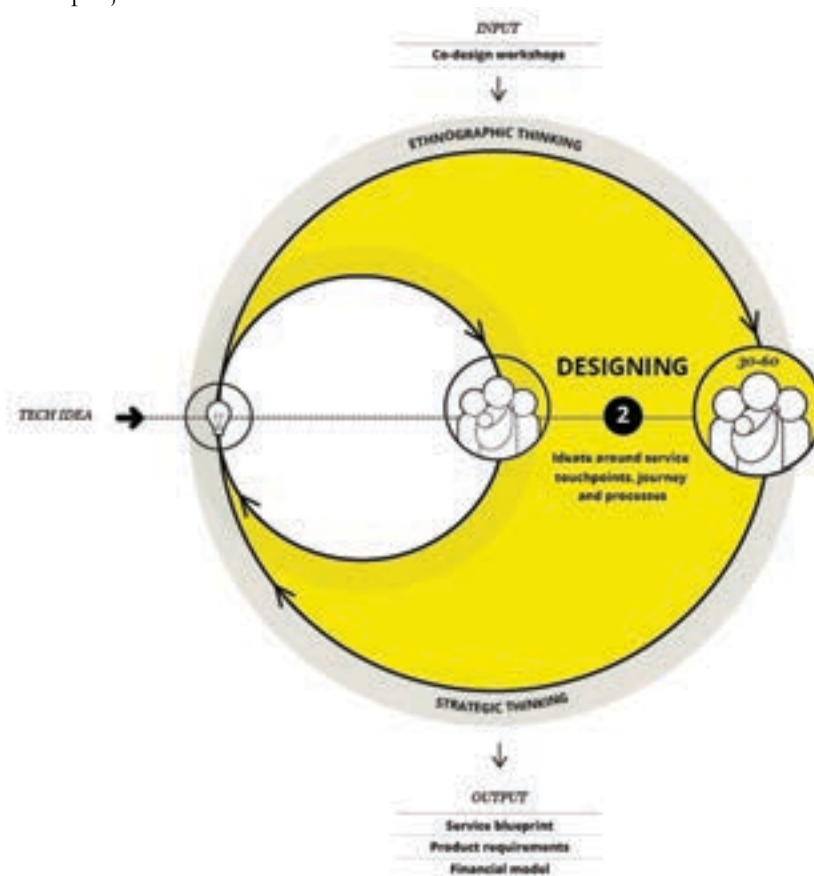 INPUT
Co-design workshops
ETHNOGRAPHIC THINKING
30-60
DESIGNING
TECH IDEA
2
Ideate around service
touchpoints, journey
and processes
STRATEGIC THINKING
OUTPUT
Service blueprint
Product requirements
Financial model